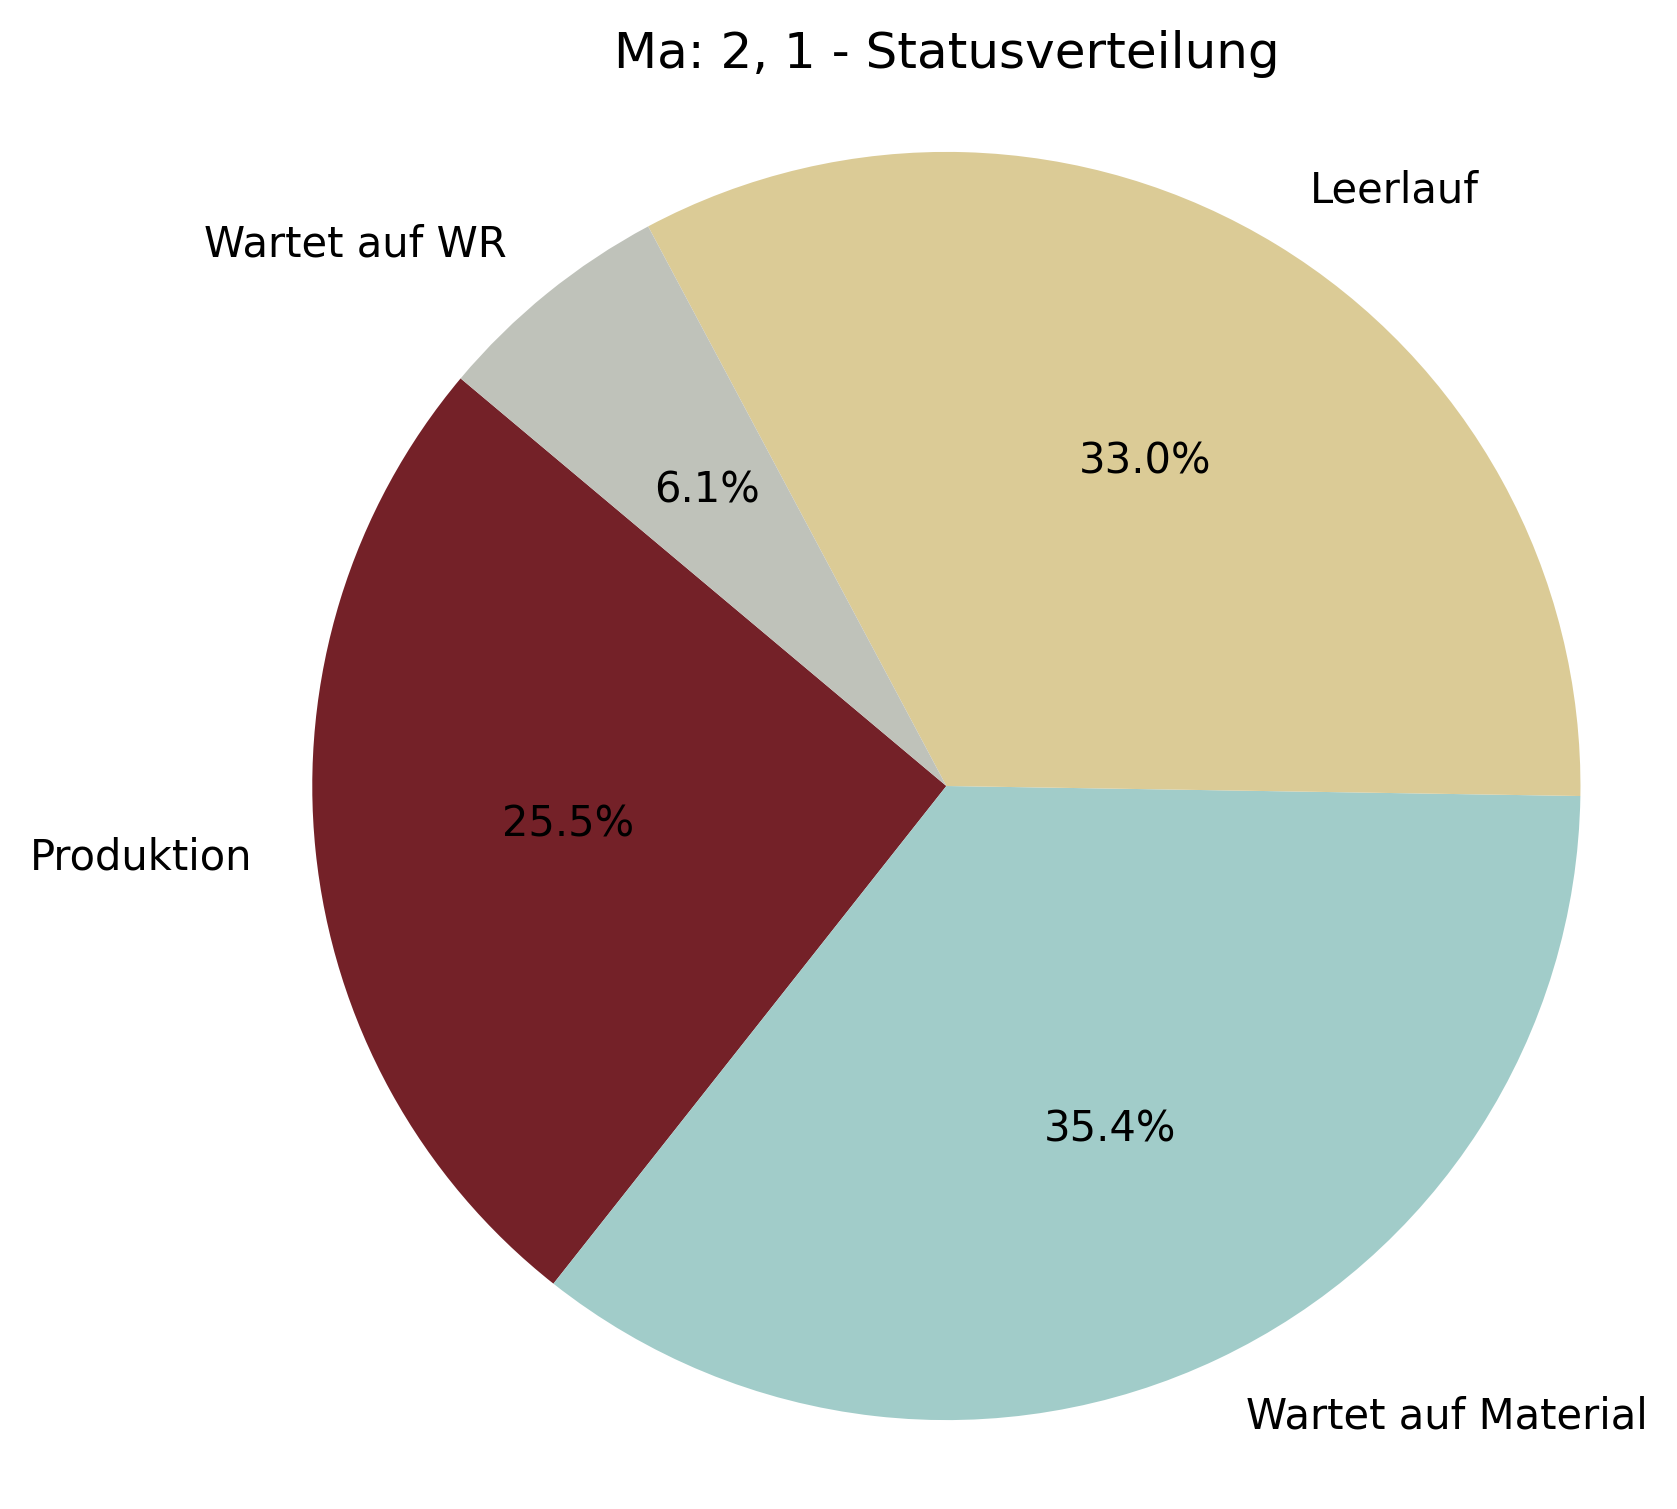 Ma: 2, 1 - Statusverteilung
Leerlauf
Wartet auf WR
33.0%
6.1%
25.5%
Produktion
35.4%
Wartet auf Material